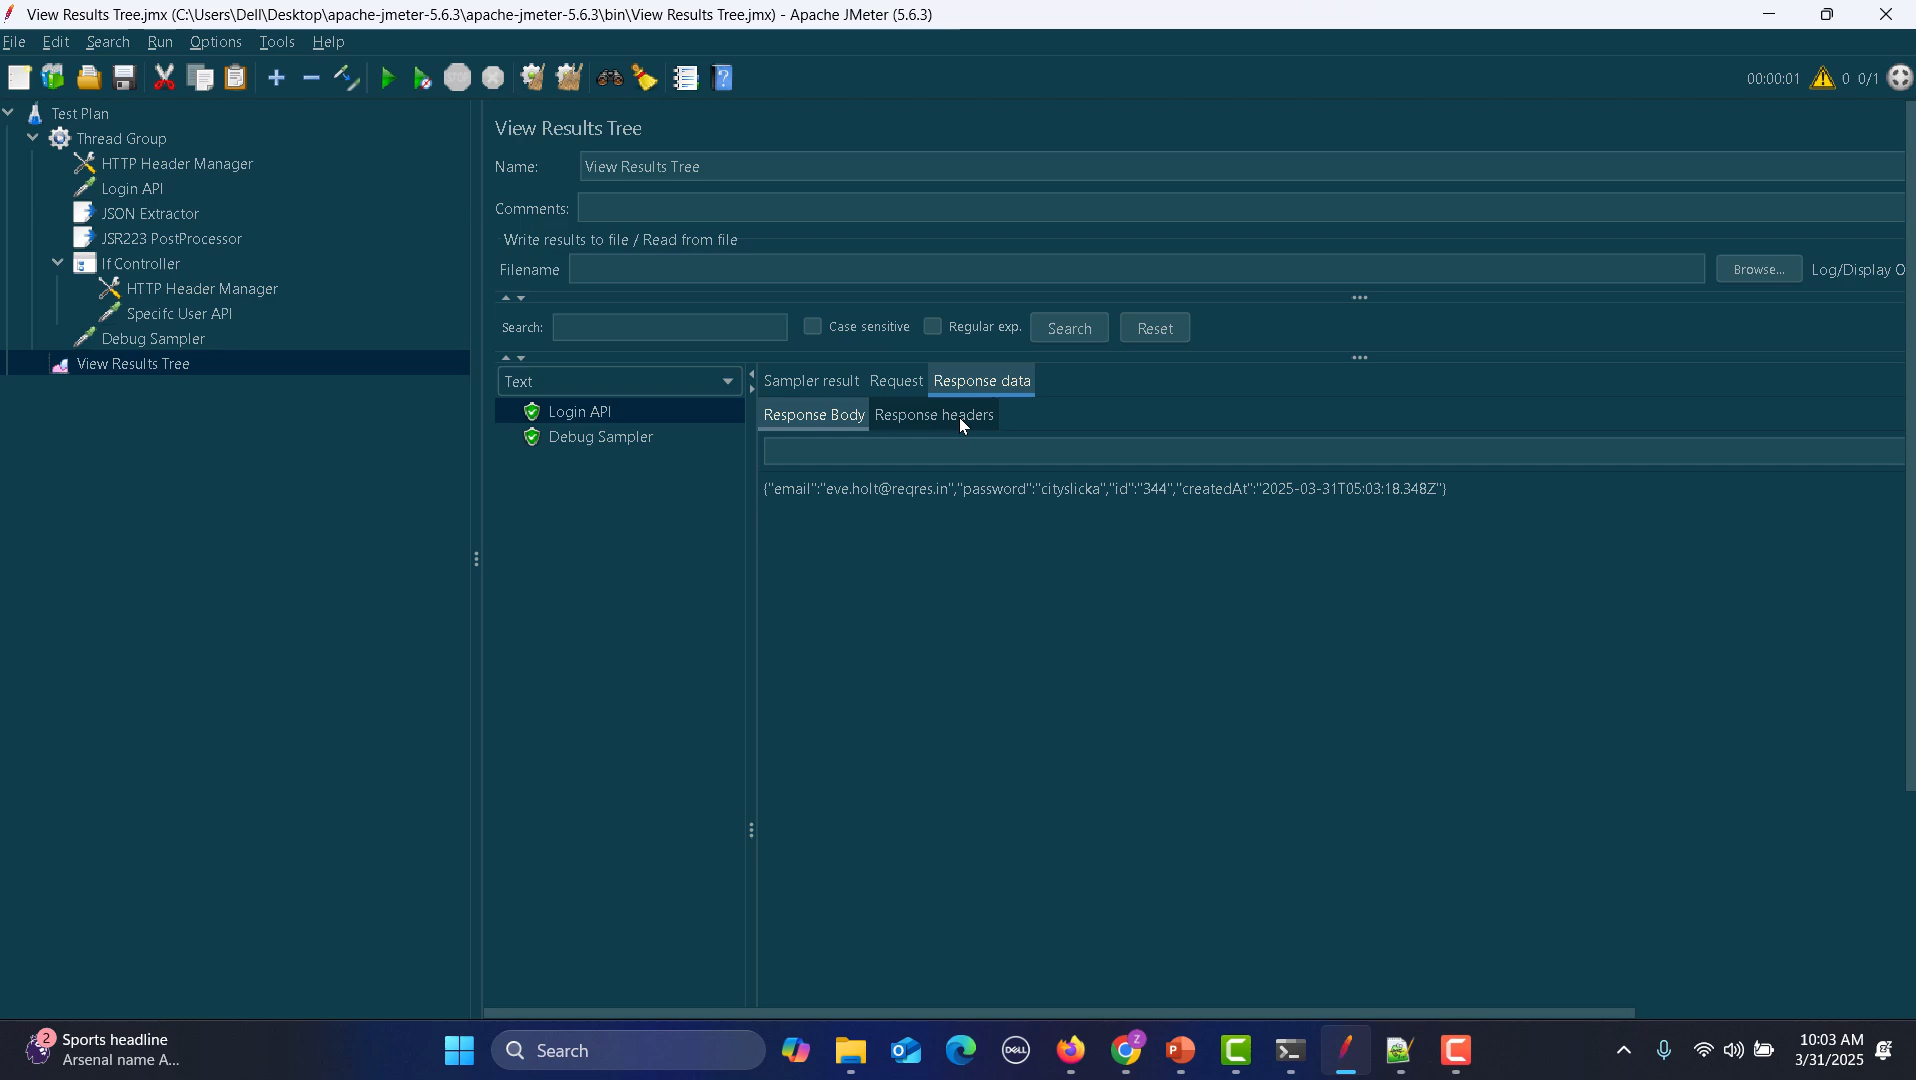 View Results Tree.jmx (C:\Users\Dell\Desktop\apache-jmeter-5.6.3\apache-jmeter-5.6.3\bin\View Results Tree.jmx) - Apache JMeter (5.6.3)
File Edit Search Run Options Tools Help
STOP 00:00:01 0 0/1
Test Plan
Thread Group
HTTP Header Manager
Login API
JSON Extractor
JSR223 PostProcessor
If Controller
HTTP Header Manager
Specifc User API
Debug Sampler
View Results Tree
View Results Tree
Name: View Results Tree
Comments:
Write results to file / Read from file
Filename Browse... Log/Display O
Search: Case sensitive Regular exp. Search Reset
Text
Login API
Debug Sampler
Sampler result Request Response data
Response Body Response headers
{"email":"eve.holt@reqres.in","password":"cityslicka","id":"344","createdAt":"2025-03-31T05:03:18.348Z"}
2 Sports headline
Arsenal name A...
Search
DELL
Z
P
10:03 AM
3/31/2025